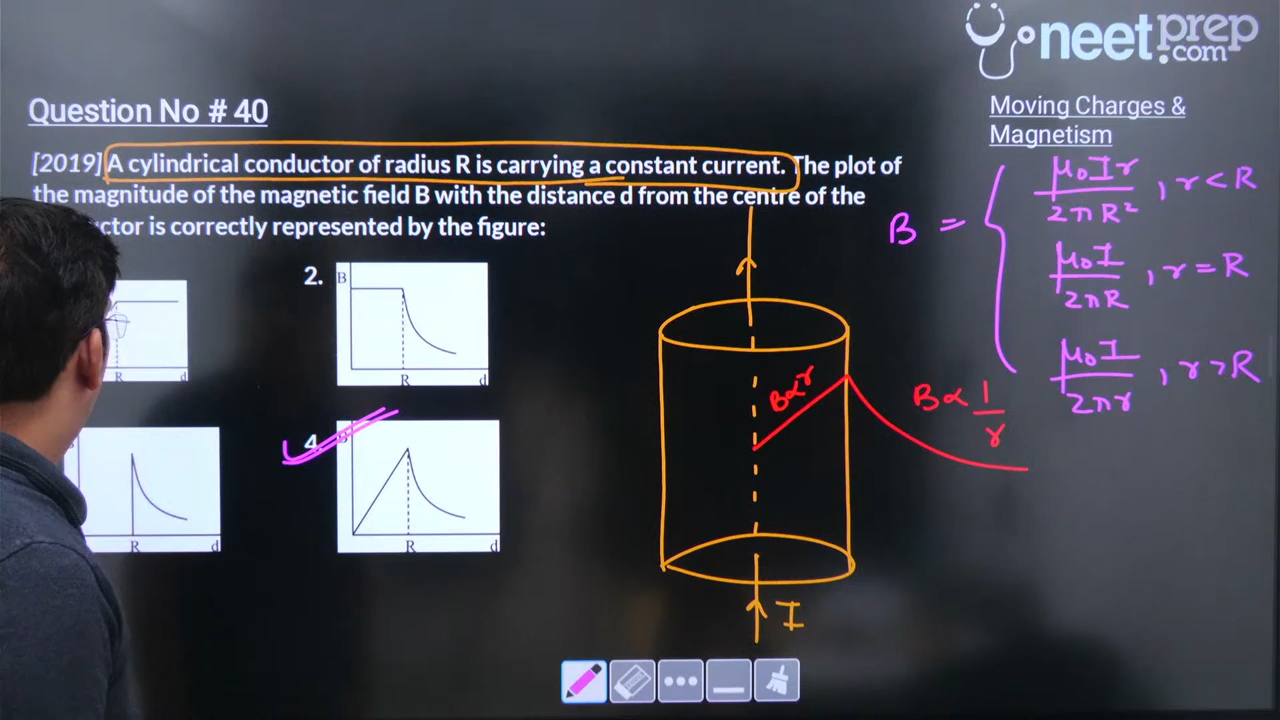 neetprep
.com
Question No # 40
Moving Charges &
Magnetism
[2019] A cylindrical conductor of radius R is carrying a constant current. The plot of
the magnitude of the magnetic field B with the distance d from the centre of the
ctor is correctly represented by the figure:
B = { μ₀Ir / 2πR² , r < R
μ₀I / 2πR , r = R
μ₀I / 2πr , r > R
R d
2. B
R d
R d
4.
R d
B ∝ r
B ∝ 1/r
I